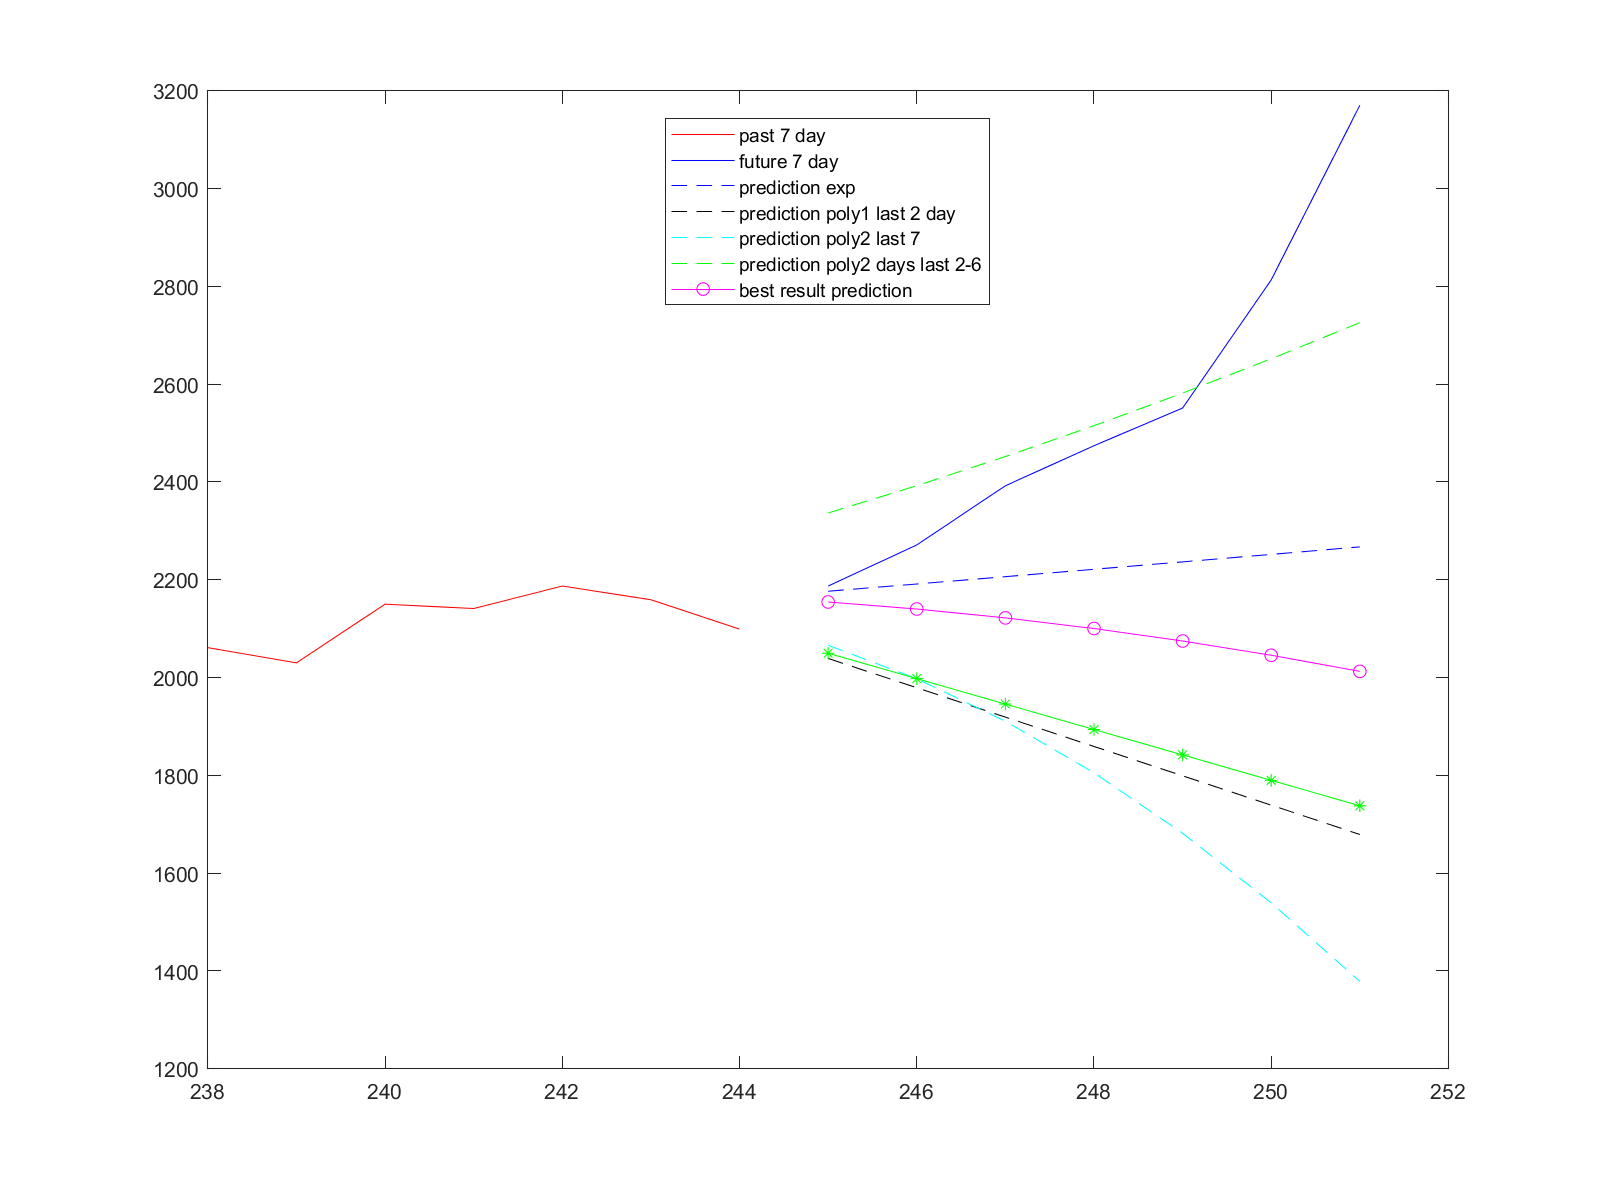 3200
3000
2800
2600
2400
2200
2000
1800
1600
1400
1200
past 7 day
future 7 day
prediction exp
prediction poly1 last 2 day
prediction poly2 last 7
prediction poly2 days last 2-6
best result prediction
238 240 242 244 246 248 250 252